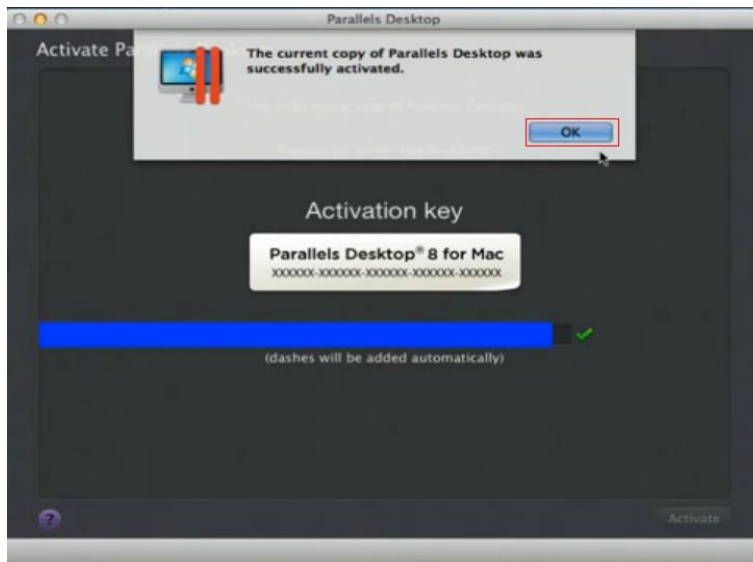 Parallels Desktop
Activate Pa
The current copy of Parallels Desktop was
successfully activated.
OK
Activation key
Parallels Desktop® 8 for Mac
XXXXXX-XXXXXX-XXXXXX-XXXXXX-XXXXXX
(dashes will be added automatically)
?
Activate